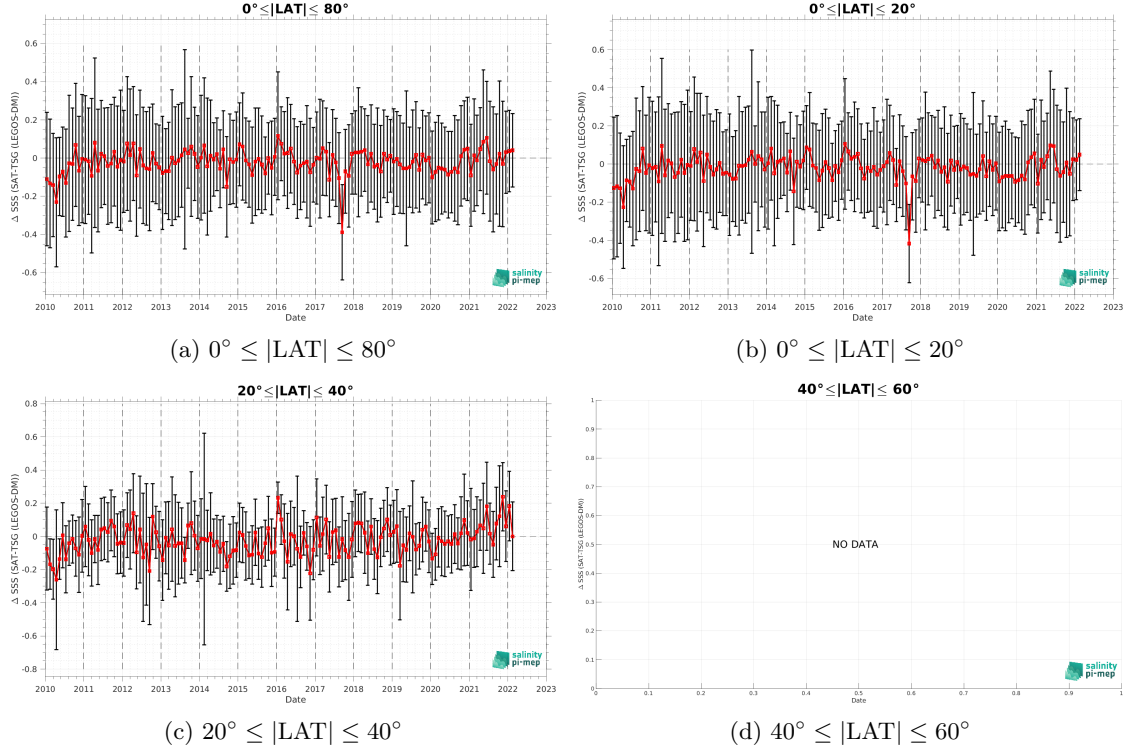 0°≤|LAT|≤ 80°
Δ SSS (SAT-TSG (LEGOS-DM))
0.6
0.4
0.2
0
-0.2
-0.4
-0.6
2010 2011 2012 2013 2014 2015 2016 2017 2018 2019 2020 2021 2022 2023
Date
salinity
pi-mep
(a) 0° ≤ |LAT| ≤ 80°
0°≤|LAT|≤ 20°
Δ SSS (SAT-TSG (LEGOS-DM))
0.8
0.6
0.4
0.2
0
-0.2
-0.4
-0.6
2010 2011 2012 2013 2014 2015 2016 2017 2018 2019 2020 2021 2022 2023
Date
salinity
pi-mep
(b) 0° ≤ |LAT| ≤ 20°
20°≤|LAT|≤ 40°
Δ SSS (SAT-TSG (LEGOS-DM))
0.8
0.6
0.4
0.2
0
-0.2
-0.4
-0.6
-0.8
2010 2011 2012 2013 2014 2015 2016 2017 2018 2019 2020 2021 2022 2023
Date
salinity
pi-mep
(c) 20° ≤ |LAT| ≤ 40°
40°≤|LAT|≤ 60°
Δ SSS (SAT-TSG (LEGOS-DM))
1
0.9
0.8
0.7
0.6
0.5
0.4
0.3
0.2
0.1
0
NO DATA
0 0.1 0.2 0.3 0.4 0.5 0.6 0.7 0.8 0.9 1
Date
salinity
pi-mep
(d) 40° ≤ |LAT| ≤ 60°